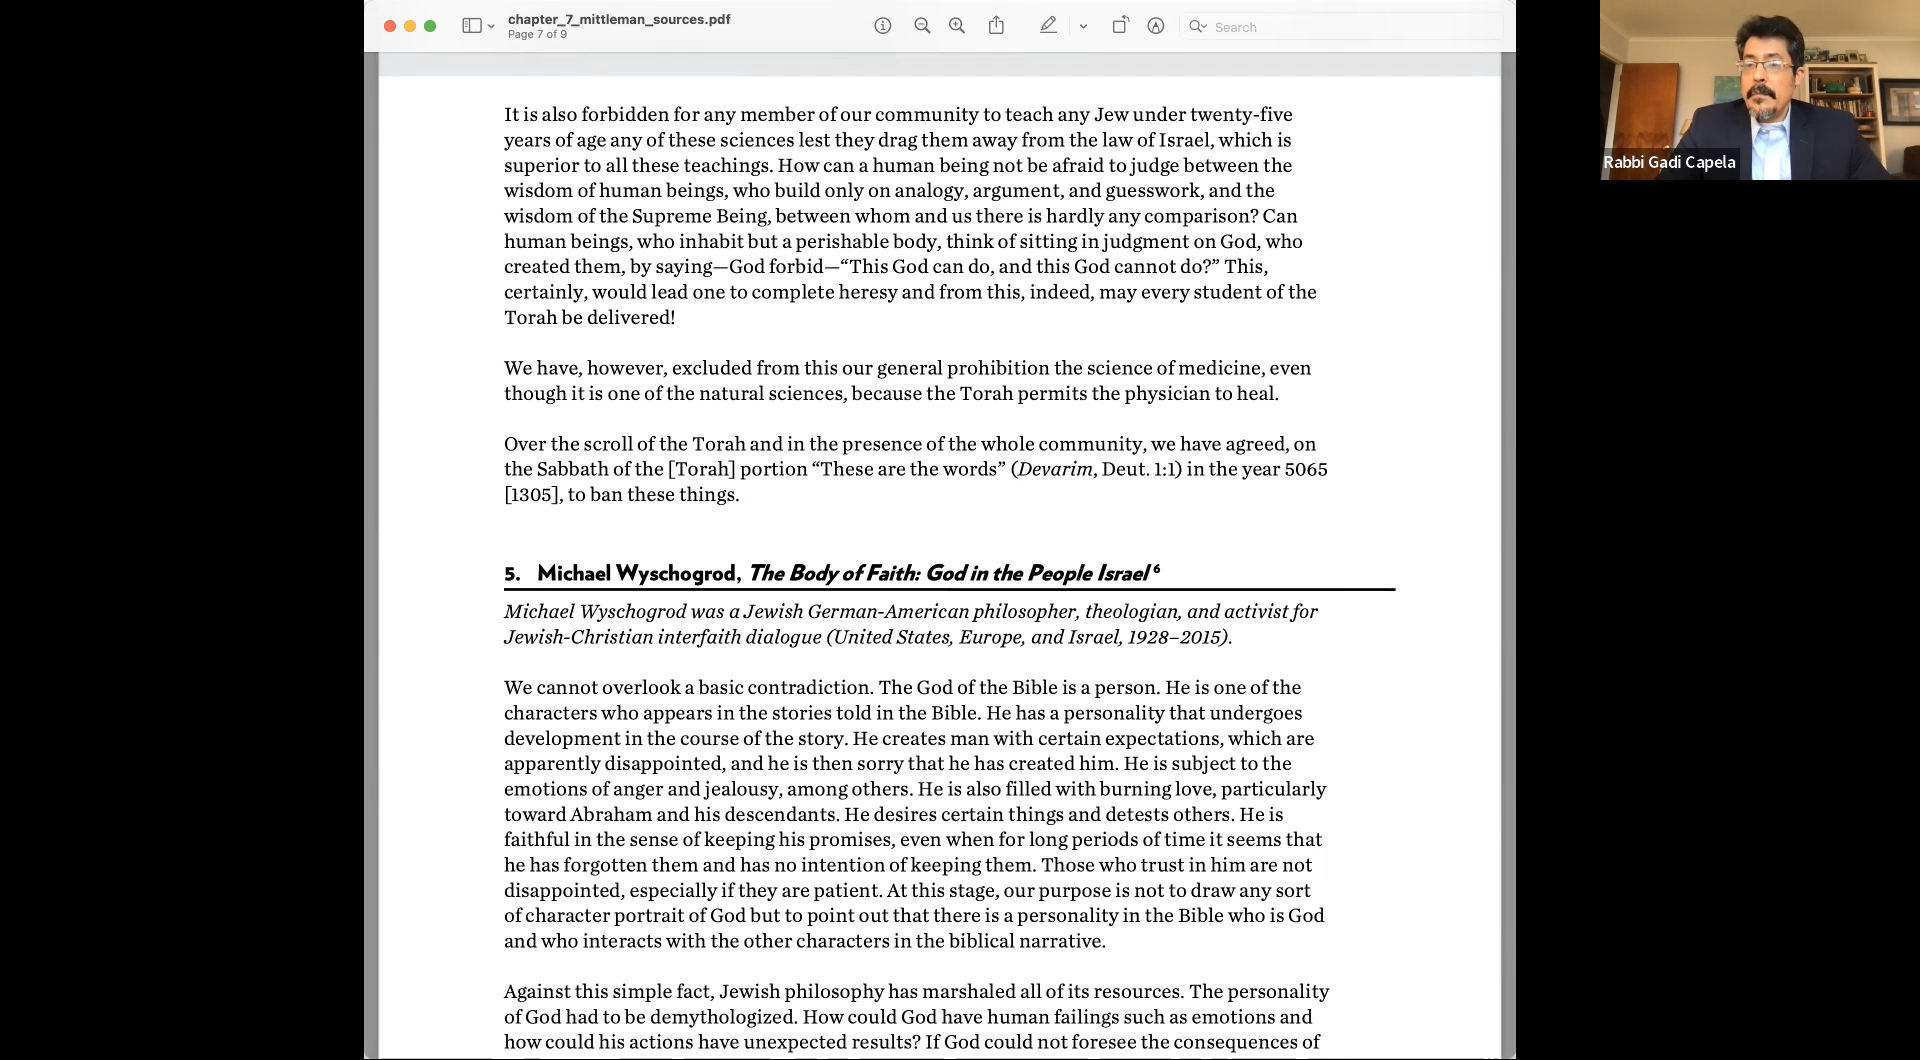 chapter_7_mittleman_sources.pdf
Page 7 of 9
Search
Rabbi Gadi Capela
It is also forbidden for any member of our community to teach any Jew under twenty-five
years of age any of these sciences lest they drag them away from the law of Israel, which is
superior to all these teachings. How can a human being not be afraid to judge between the
wisdom of human beings, who build only on analogy, argument, and guesswork, and the
wisdom of the Supreme Being, between whom and us there is hardly any comparison? Can
human beings, who inhabit but a perishable body, think of sitting in judgment on God, who
created them, by saying—God forbid—“This God can do, and this God cannot do?” This,
certainly, would lead one to complete heresy and from this, indeed, may every student of the
Torah be delivered!
We have, however, excluded from this our general prohibition the science of medicine, even
though it is one of the natural sciences, because the Torah permits the physician to heal.
Over the scroll of the Torah and in the presence of the whole community, we have agreed, on
the Sabbath of the [Torah] portion “These are the words” (Devarim, Deut. 1:1) in the year 5065
[1305], to ban these things.
5. Michael Wyschogrod, The Body of Faith: God in the People Israel 6
Michael Wyschogrod was a Jewish German-American philosopher, theologian, and activist for
Jewish-Christian interfaith dialogue (United States, Europe, and Israel, 1928–2015).
We cannot overlook a basic contradiction. The God of the Bible is a person. He is one of the
characters who appears in the stories told in the Bible. He has a personality that undergoes
development in the course of the story. He creates man with certain expectations, which are
apparently disappointed, and he is then sorry that he has created him. He is subject to the
emotions of anger and jealousy, among others. He is also filled with burning love, particularly
toward Abraham and his descendants. He desires certain things and detests others. He is
faithful in the sense of keeping his promises, even when for long periods of time it seems that
he has forgotten them and has no intention of keeping them. Those who trust in him are not
disappointed, especially if they are patient. At this stage, our purpose is not to draw any sort
of character portrait of God but to point out that there is a personality in the Bible who is God
and who interacts with the other characters in the biblical narrative.
Against this simple fact, Jewish philosophy has marshaled all of its resources. The personality
of God had to be demythologized. How could God have human failings such as emotions and
how could his actions have unexpected results? If God could not foresee the consequences of